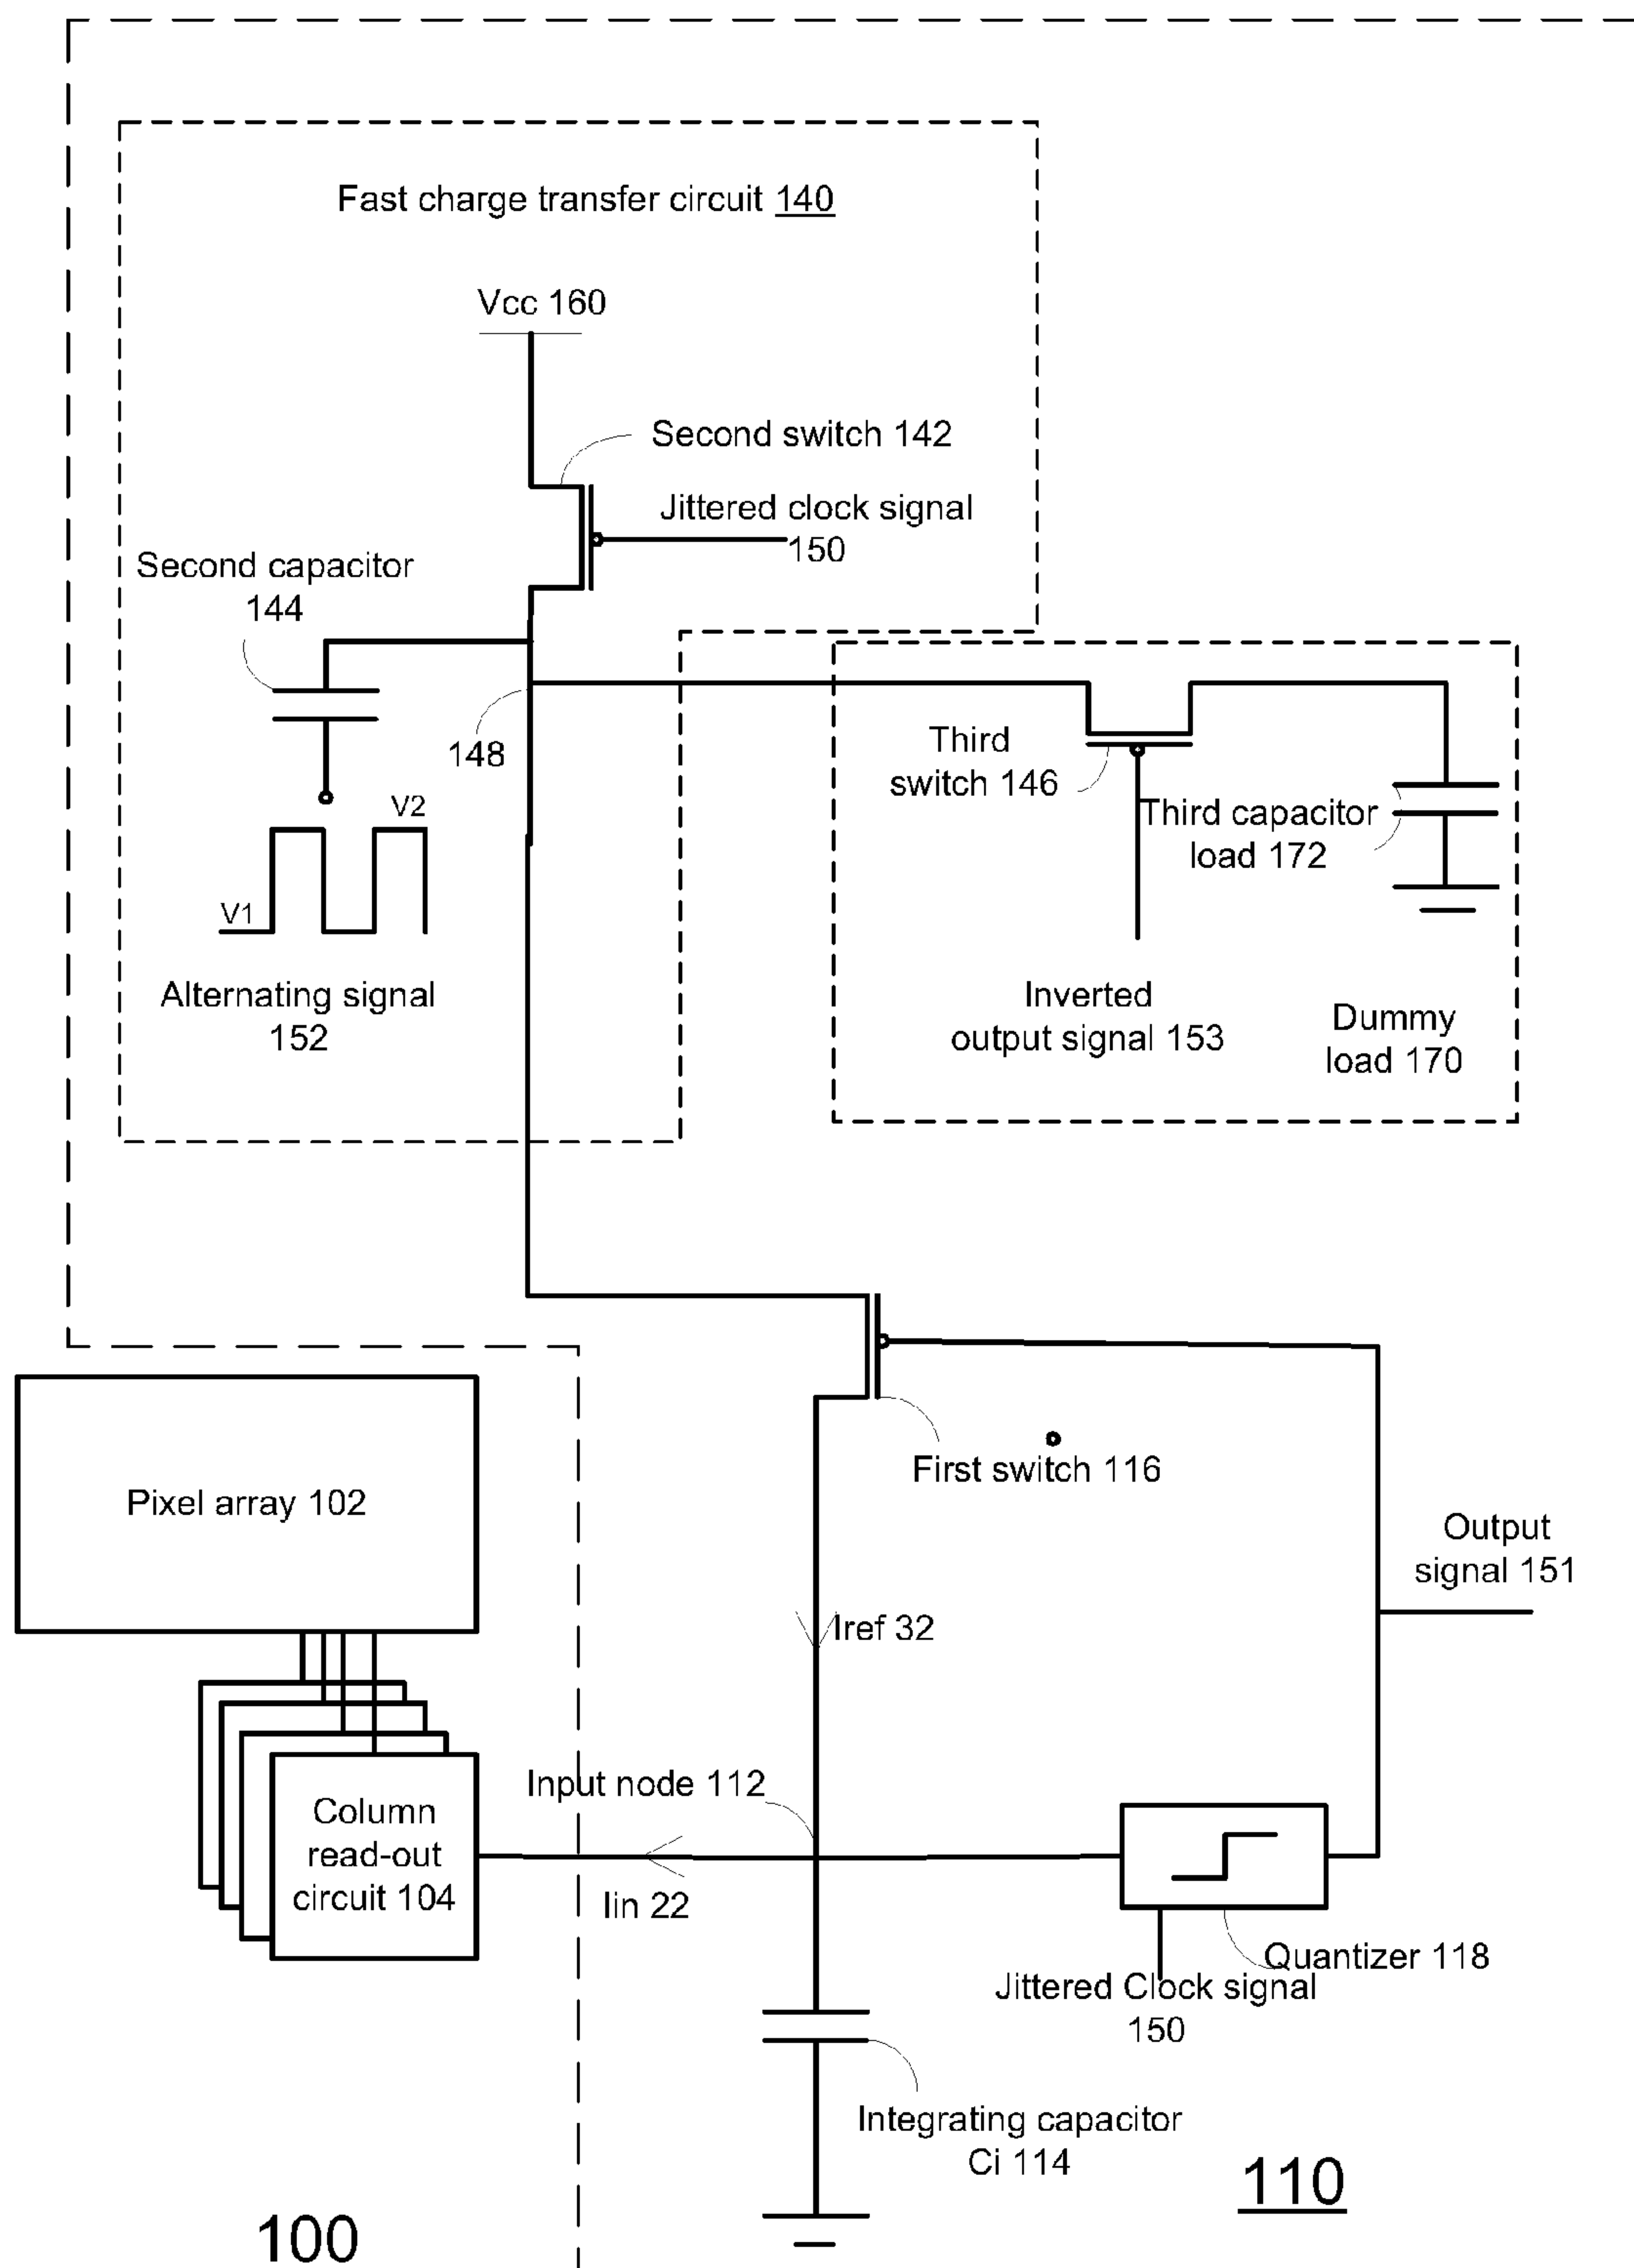 Fast charge transfer circuit 140
Vcc 160
Second switch 142
Jittered clock signal
150
Second capacitor
144
148
Third
switch 146
Third capacitor
load 172
V2
V1
Alternating signal
152
Inverted
output signal 153
Dummy
load 170
First switch 116
Pixel array 102
Output
signal 151
Iref 32
Input node 112
Column
read-out
circuit 104
Iin 22
Quantizer 118
Jittered Clock signal
150
Integrating capacitor
Ci 114
110
100